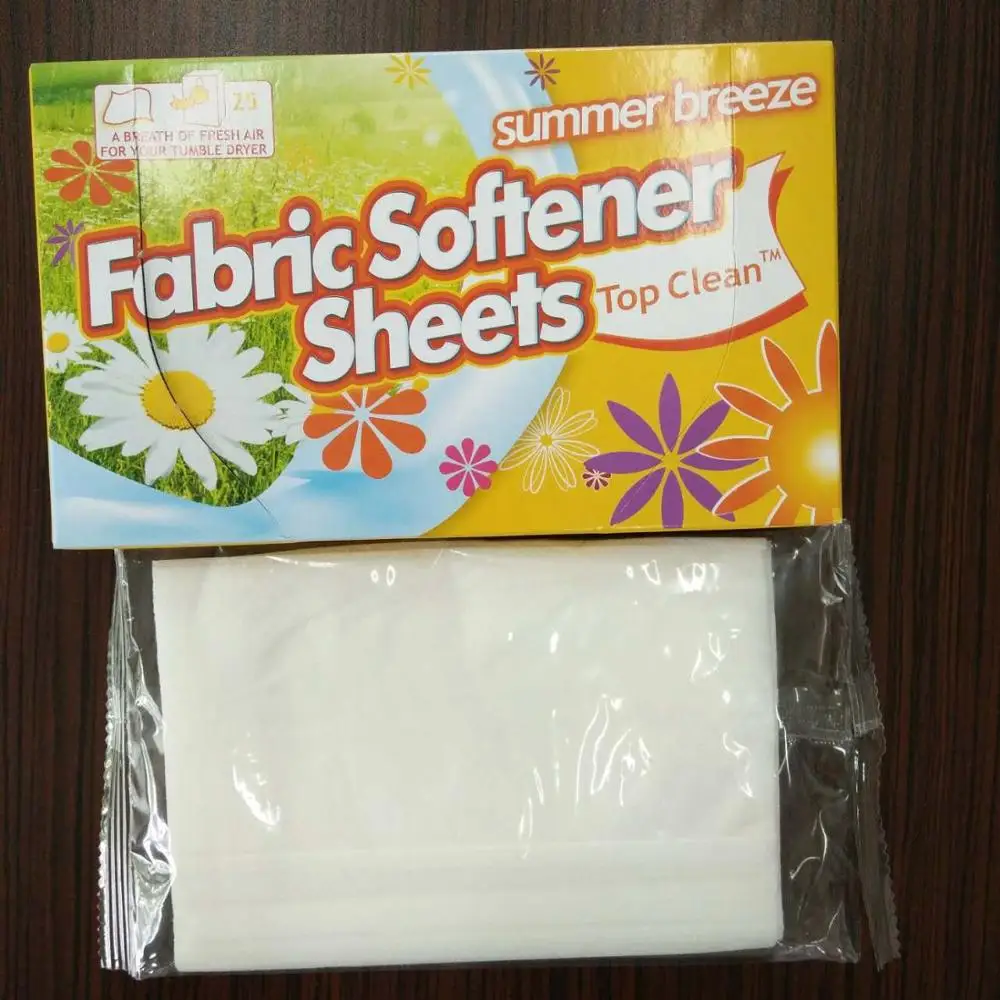 25
A BREATH OF FRESH AIR
FOR YOUR TUMBLE DRYER
summer breeze
Fabric Softener
Sheets
Top Clean™